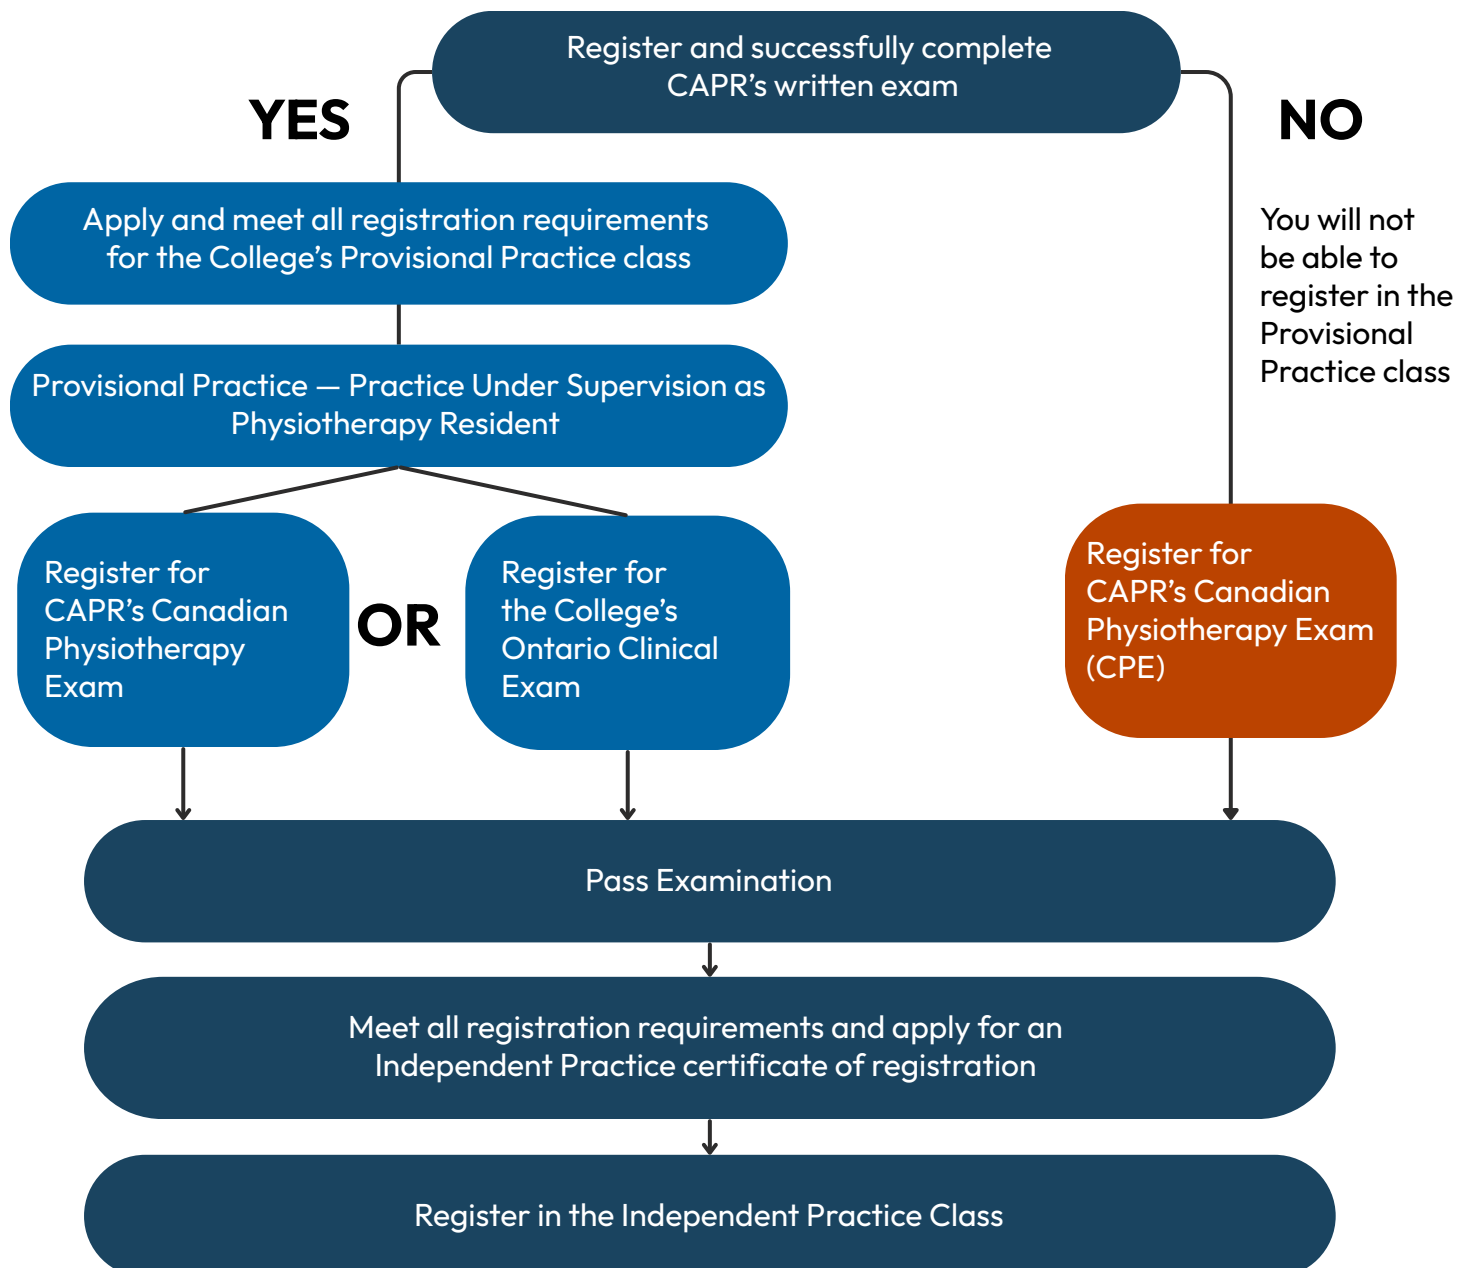 Register and successfully complete
CAPR’s written exam
YES
NO
Apply and meet all registration requirements
for the College’s Provisional Practice class
You will not
be able to
register in the
Provisional
Practice class
Provisional Practice — Practice Under Supervision as
Physiotherapy Resident
Register for
CAPR’s Canadian
Physiotherapy
Exam
OR
Register for
the College’s
Ontario Clinical
Exam
Register for
CAPR’s Canadian
Physiotherapy Exam
(CPE)
Pass Examination
Meet all registration requirements and apply for an
Independent Practice certificate of registration
Register in the Independent Practice Class